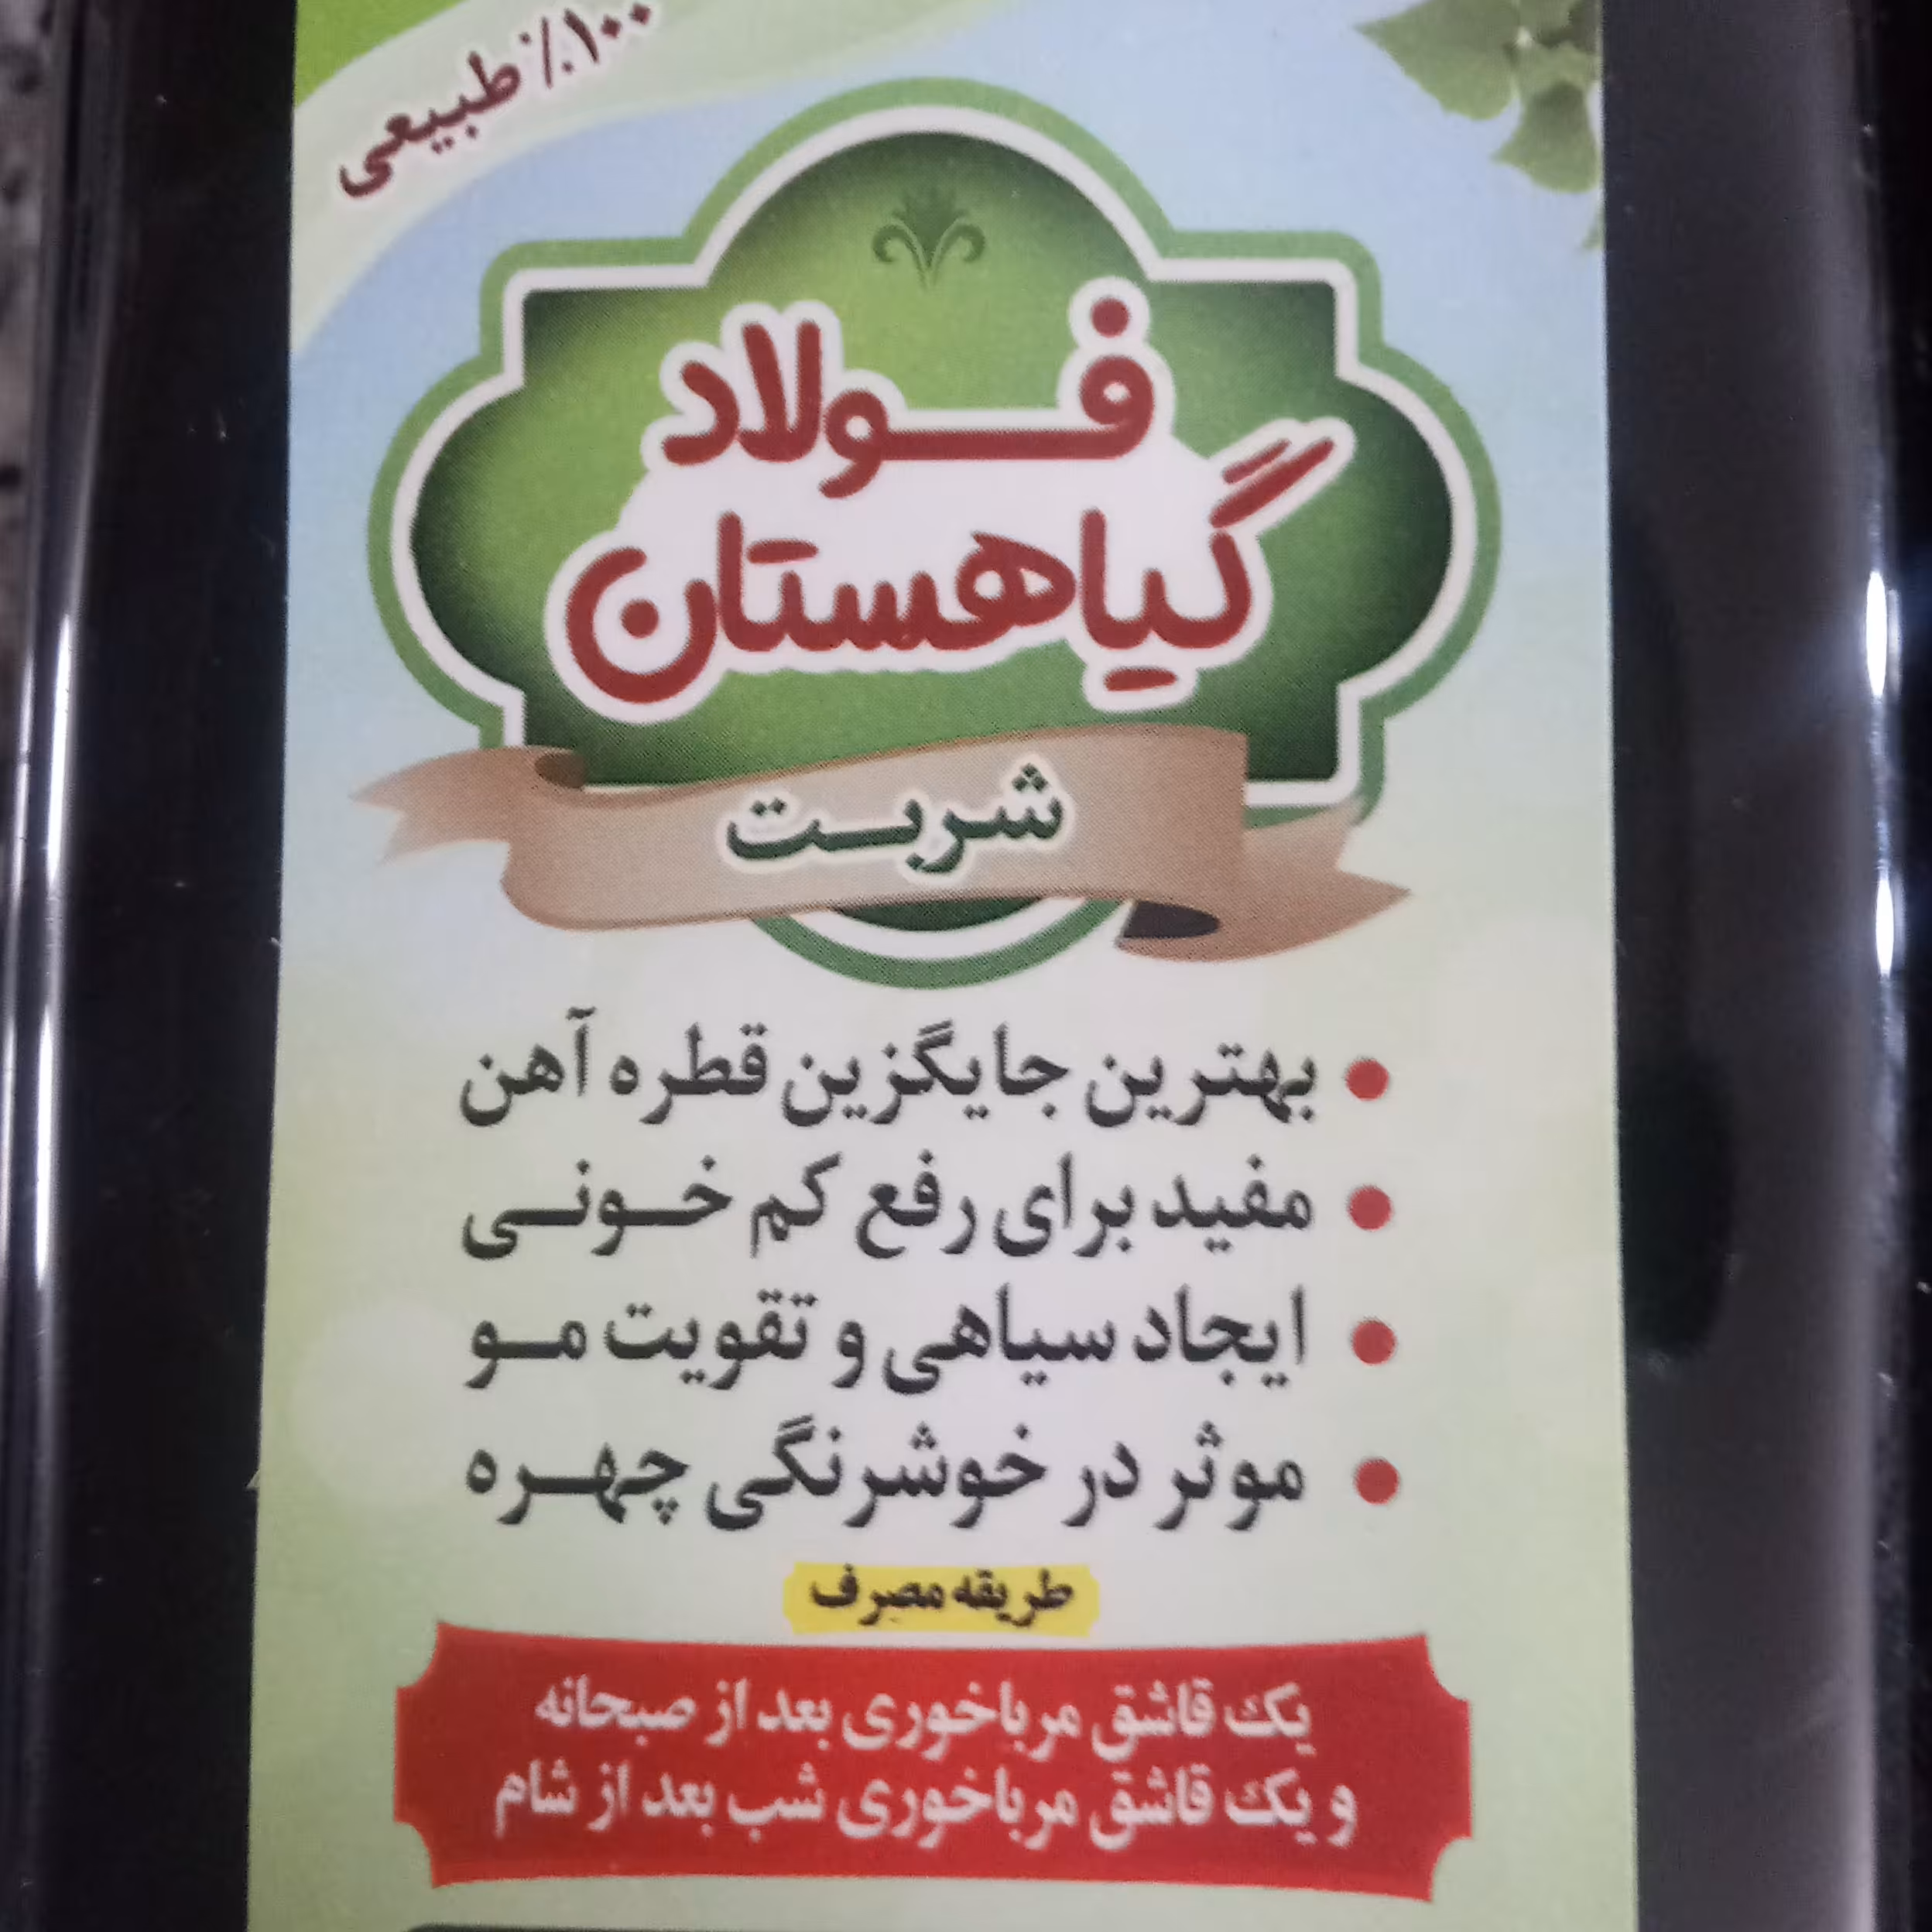 ۱۰۰٪ طبیعی
فولاد
گیاهستان
شربت
• بهترین جایگزین قطره آهن
• مفید برای رفع کم خونی
• ایجاد سیاهی و تقویت مو
• موثر در خوشرنگی چهره
طریقه مصرف
یک قاشق مرباخوری بعد از صبحانه
و یک قاشق مرباخوری شب بعد از شام